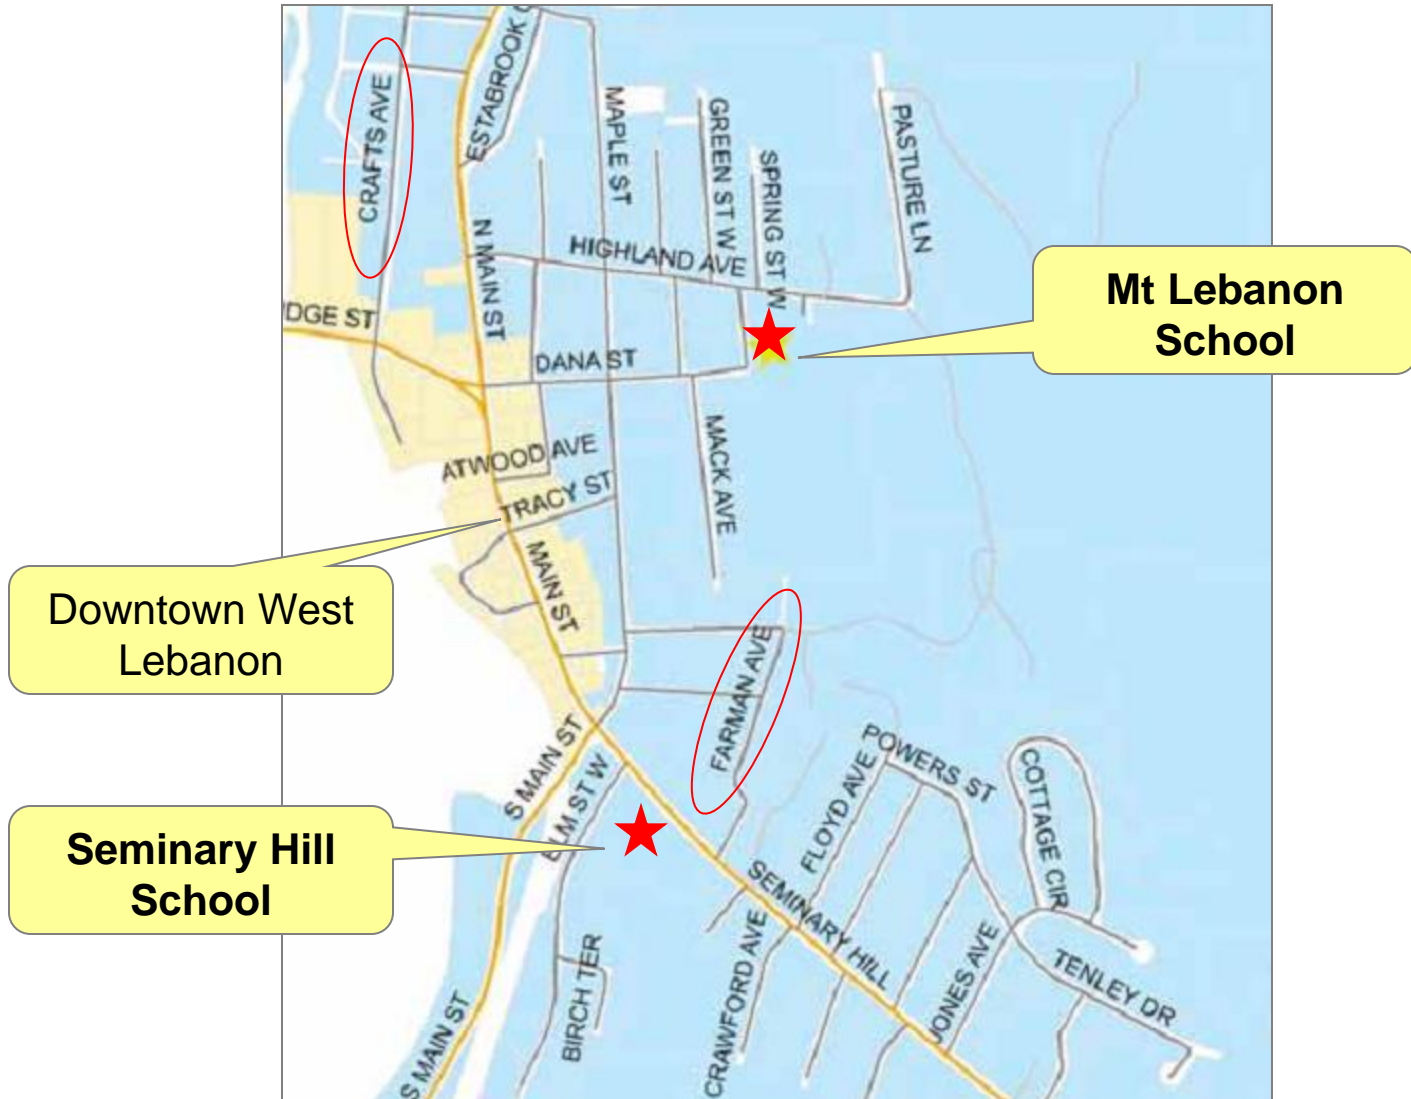 CRAFTS AVE
ESTABROOK C
MAPLE ST
GREEN ST W
SPRING ST W
PASTURE LN
N MAIN ST
HIGHLAND AVE
Mt Lebanon
School
DGE ST
DANA ST
MACK AVE
ATWOOD AVE
TRACY ST
MAIN ST
Downtown West
Lebanon
FARMAN AVE
S MAIN ST
ELM ST W
FLOYD AVE
POWERS ST
COTTAGE CIR
Seminary Hill
School
SEMINARY HILL
BIRCH TER
CRAWFORD AVE
JONES AVE
TENLEY DR
S MAIN ST